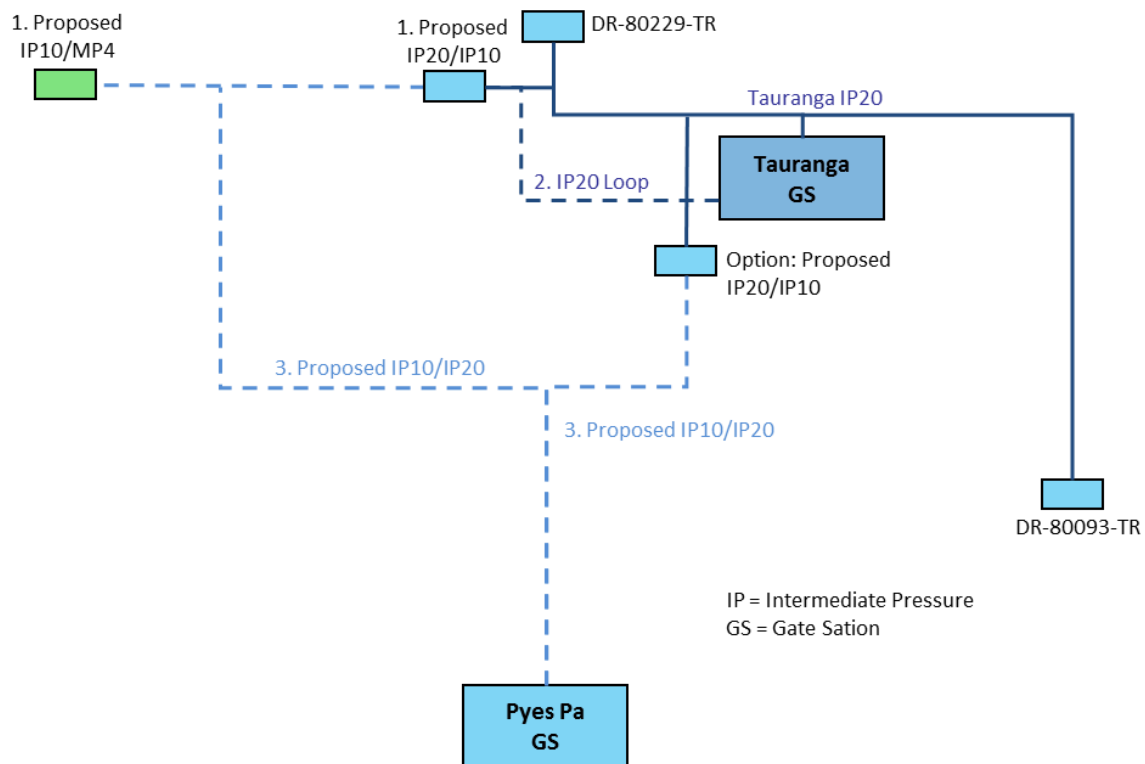 1. Proposed
IP10/MP4
1. Proposed
IP20/IP10
DR-80229-TR
Tauranga IP20
Tauranga
GS
2. IP20 Loop
Option: Proposed
IP20/IP10
3. Proposed IP10/IP20
3. Proposed IP10/IP20
DR-80093-TR
IP = Intermediate Pressure
GS = Gate Sation
Pyes Pa
GS